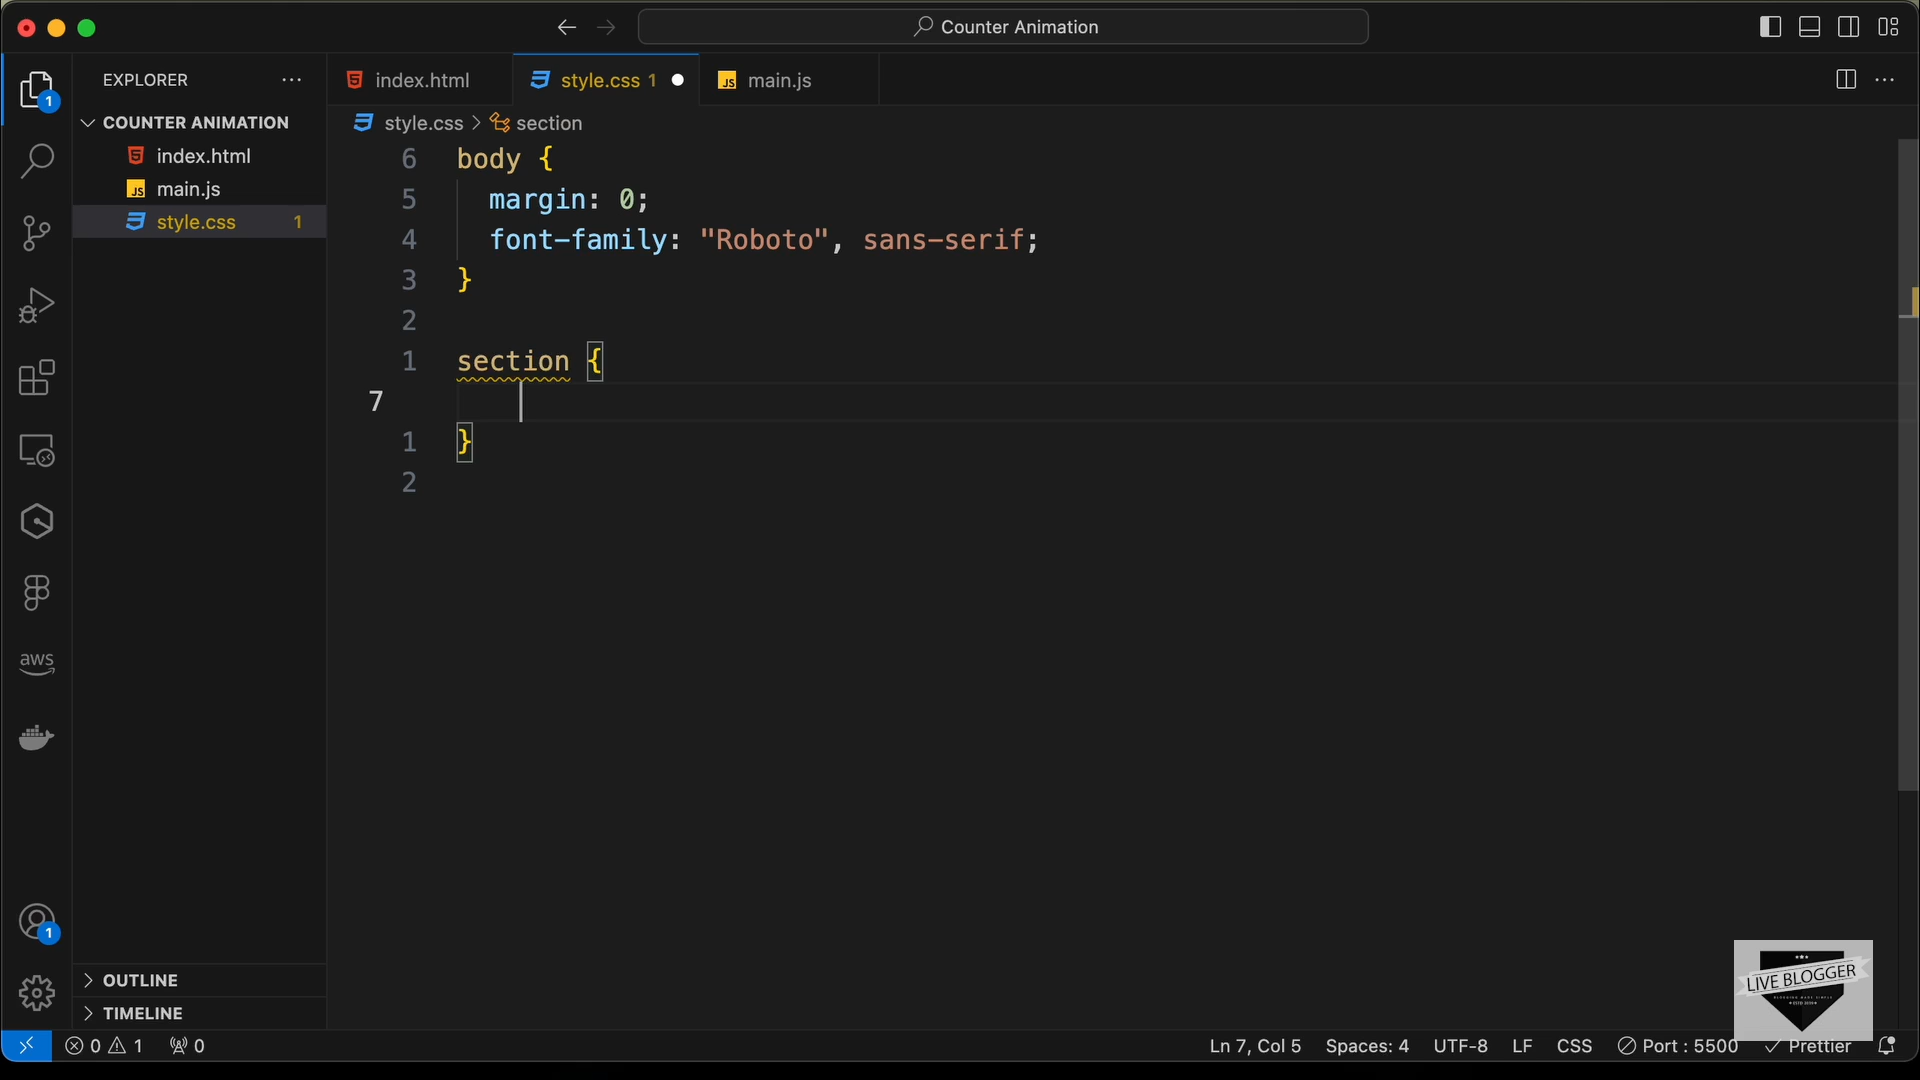 Counter Animation
EXPLORER
index.html
style.css 1
main.js
COUNTER ANIMATION
style.css > section
index.html
main.js
style.css 1
1
6 body {
5 margin: 0;
4 font-family: "Roboto", sans-serif;
3 }
2
1 section {
7
1 }
2
aws
1
OUTLINE
TIMELINE
LIVE BLOGGER
0 1 0
Ln 7, Col 5
Spaces: 4
UTF-8
LF
CSS
Port : 5500
Prettier